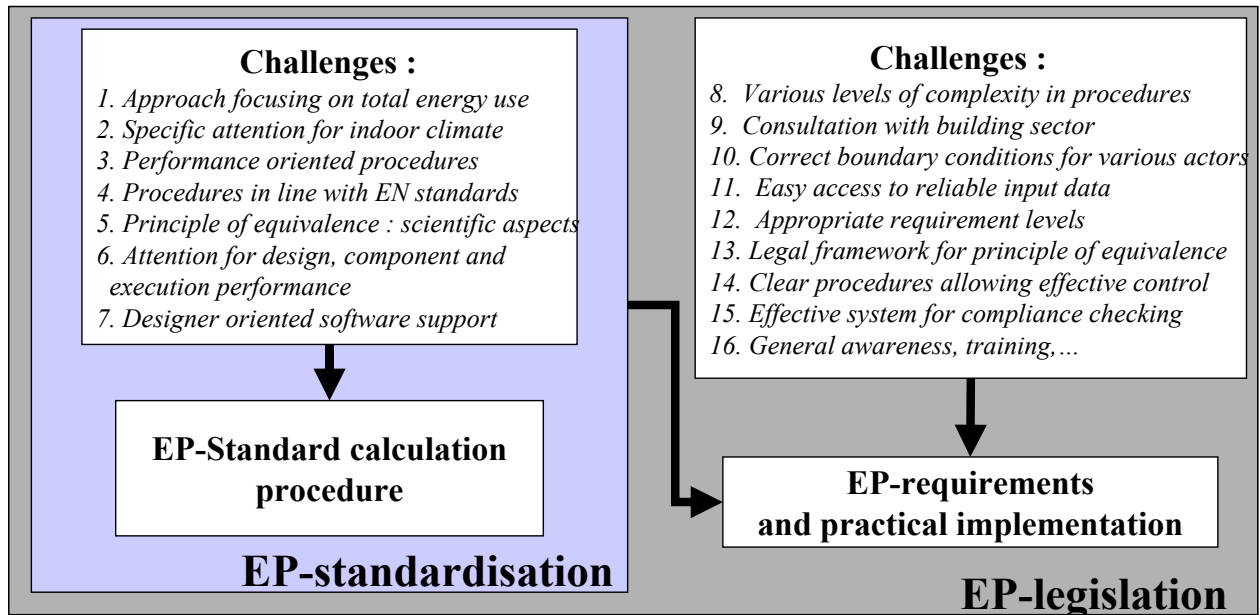 Challenges :
1. Approach focusing on total energy use
2. Specific attention for indoor climate
3. Performance oriented procedures
4. Procedures in line with EN standards
5. Principle of equivalence : scientific aspects
6. Attention for design, component and
execution performance
7. Designer oriented software support
EP-Standard calculation
procedure
EP-standardisation
Challenges :
8. Various levels of complexity in procedures
9. Consultation with building sector
10. Correct boundary conditions for various actors
11. Easy access to reliable input data
12. Appropriate requirement levels
13. Legal framework for principle of equivalence
14. Clear procedures allowing effective control
15. Effective system for compliance checking
16. General awareness, training,...
EP-requirements
and practical implementation
EP-legislation